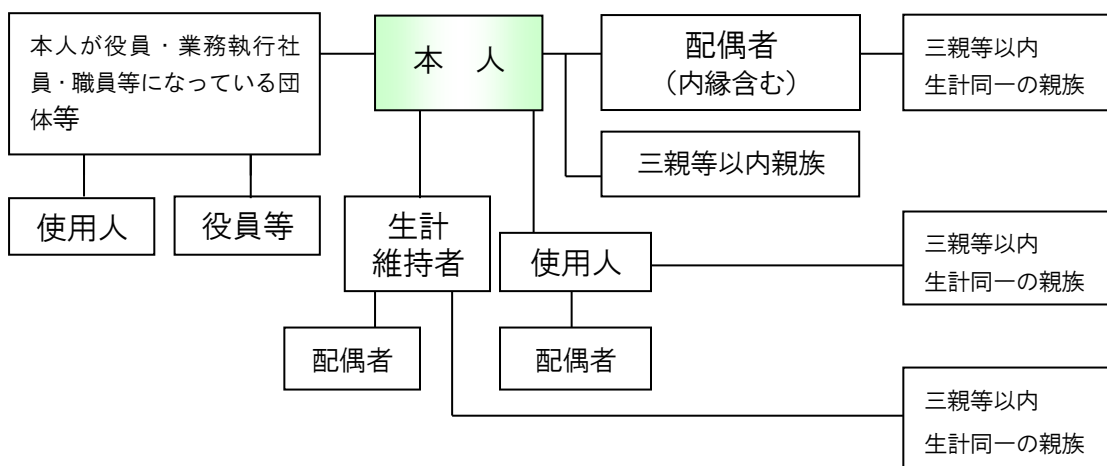 本人が役員・業務執行社
員・職員等になっている団
体等
本　人
配偶者
（内縁含む）
三親等以内
生計同一の親族
三親等以内親族
使用人
役員等
生計
維持者
使用人
三親等以内
生計同一の親族
配偶者
配偶者
三親等以内
生計同一の親族